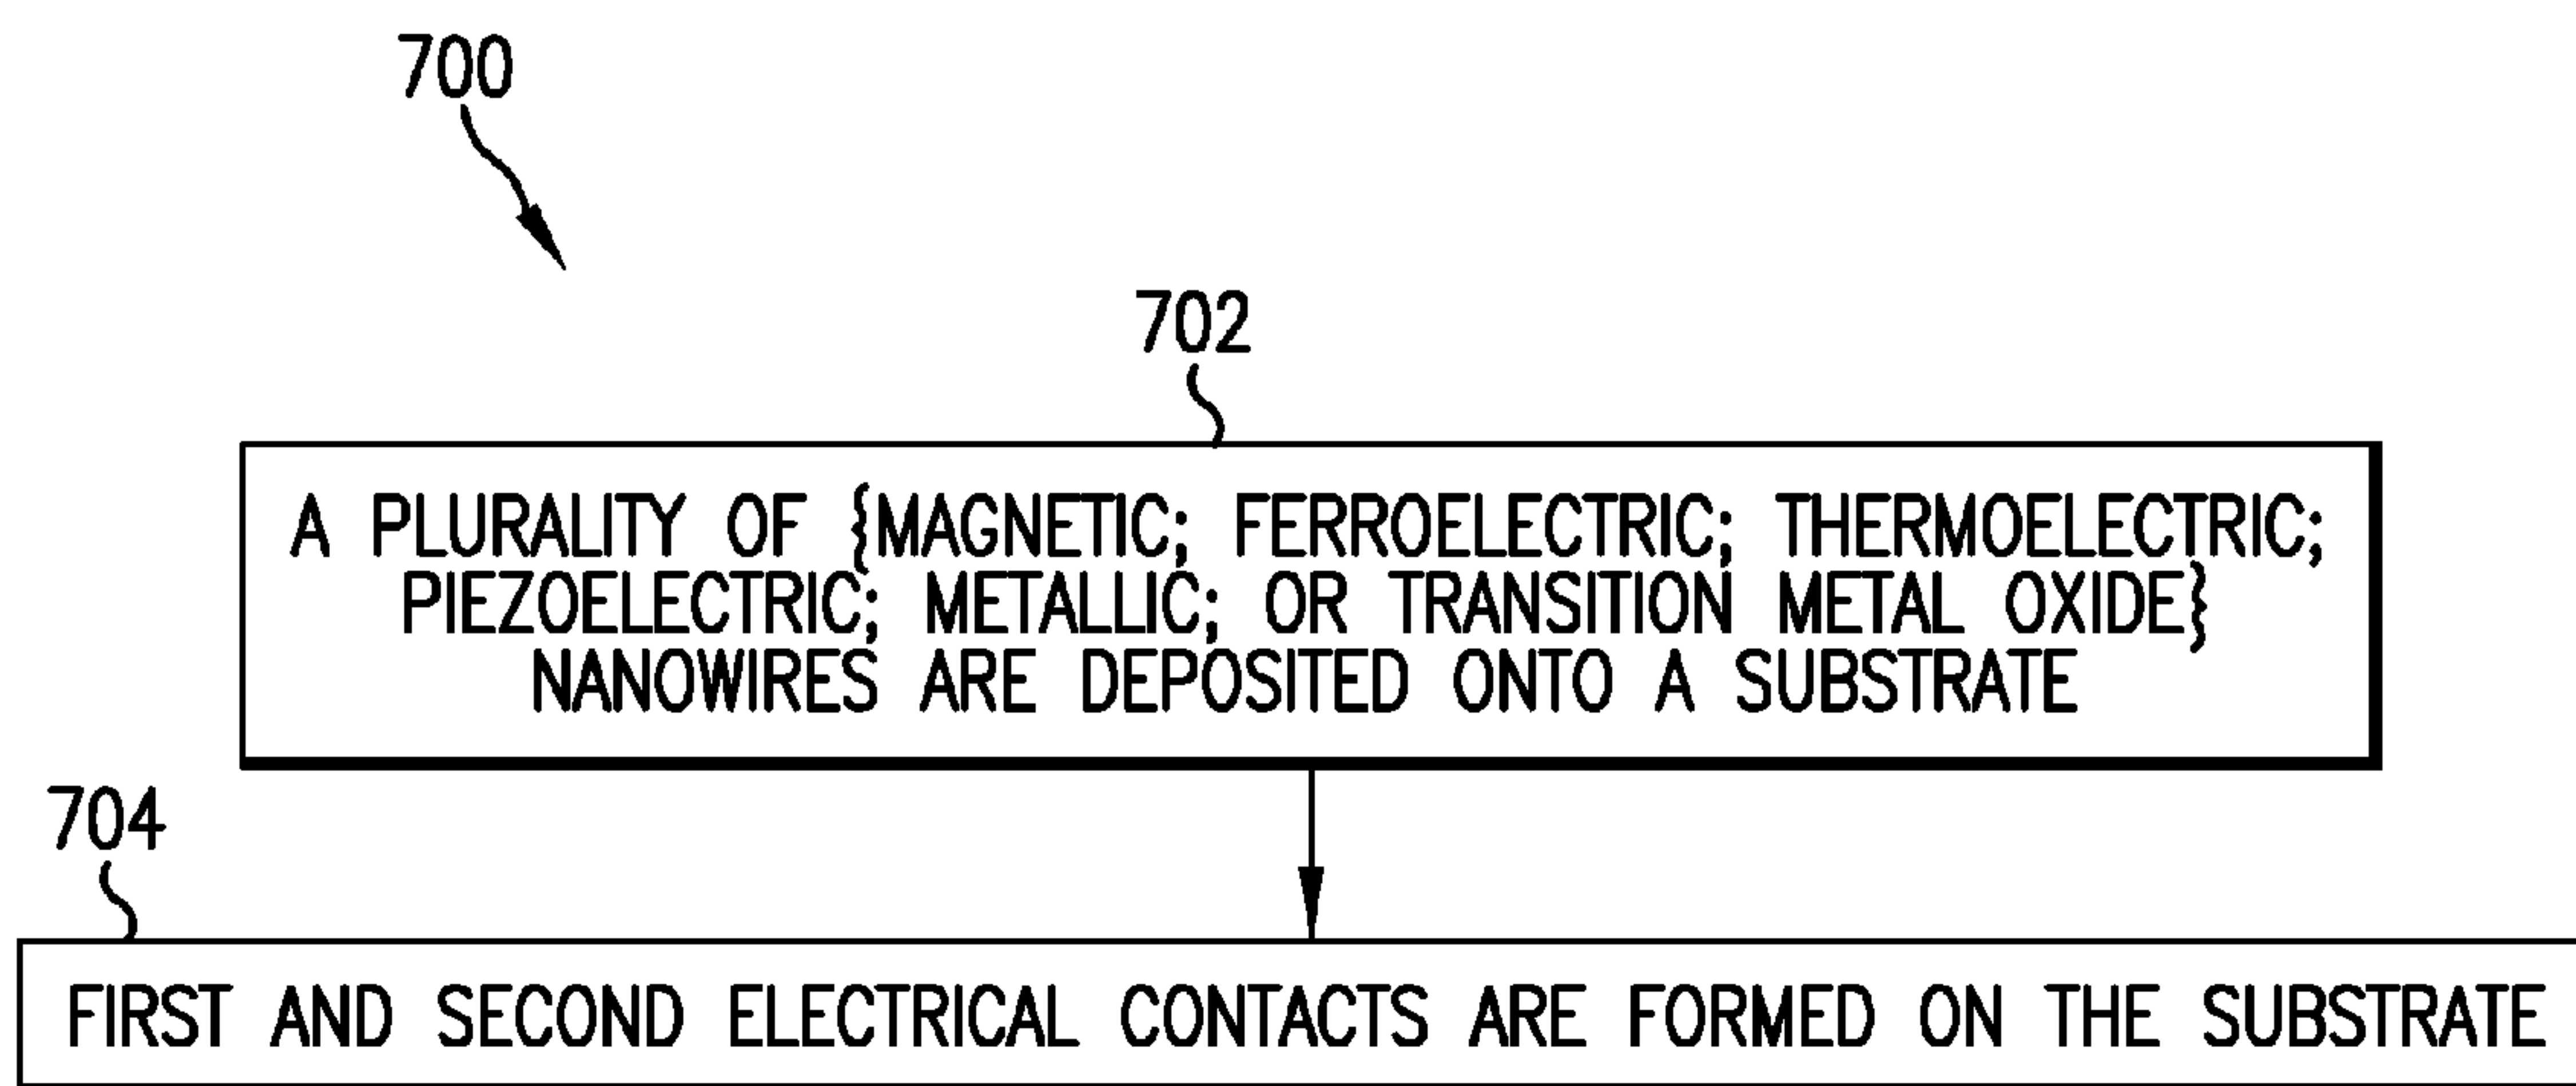 700
702
A PLURALITY OF {MAGNETIC; FERROELECTRIC; THERMOELECTRIC;
PIEZOELECTRIC; METALLIC; OR TRANSITION METAL OXIDE}
NANOWIRES ARE DEPOSITED ONTO A SUBSTRATE
704
FIRST AND SECOND ELECTRICAL CONTACTS ARE FORMED ON THE SUBSTRATE